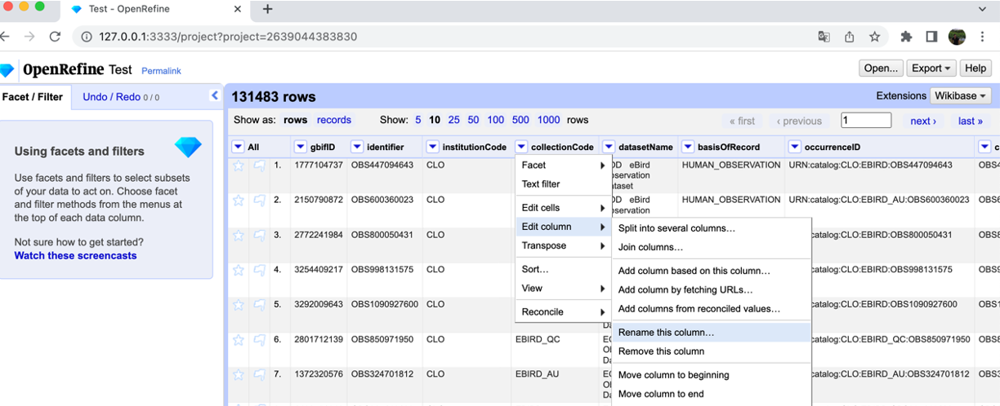 Test - OpenRefine
127.0.0.1:3333/project?project=2639044383830
OpenRefine Test Permalink
Open... Export Help
Facet / Filter Undo / Redo 0 / 0
131483 rows
Extensions Wikibase
Show as: rows records Show: 5 10 25 50 100 500 1000 rows
« first ‹ previous 1 next › last »
Using facets and filters
Use facets and filters to select subsets
of your data to act on. Choose facet
and filter methods from the menus at
the top of each data column.
Not sure how to get started?
Watch these screencasts
All gbifID identifier institutionCode collectionCode datasetName basisOfRecord occurrenceID c
1. 1777104737 OBS447094643 CLO OD eBird HUMAN_OBSERVATION URN:catalog:CLO:EBIRD:OBS447094643 OBS4
bservation
ataset
2. 2150790872 OBS600360023 CLO OD eBird HUMAN_OBSERVATION URN:catalog:CLO:EBIRD_AU:OBS600360023 OBS6
bservation
3. 2772241984 OBS800050431 CLO catalog:CLO:EBIRD:OBS800050431 OBS8
4. 3254409217 OBS998131575 CLO catalog:CLO:EBIRD:OBS998131575 OBS9
5. 3292009643 OBS1090927600 CLO catalog:CLO:EBIRD:OBS1090927600 OBS1
Da
6. 2801712139 OBS850971950 CLO EBIRD_QC EO catalog:CLO:EBIRD_QC:OBS850971950 OBS8
Ob
Da
7. 1372320576 OBS324701812 CLO EBIRD_AU EO catalog:CLO:EBIRD_AU:OBS324701812 OBS3
Ob
Da
Facet
Text filter
Edit cells
Edit column
Transpose
Sort…
View
Reconcile
Split into several columns…
Join columns…
Add column based on this column…
Add column by fetching URLs…
Add columns from reconciled values…
Rename this column…
Remove this column
Move column to beginning
Move column to end